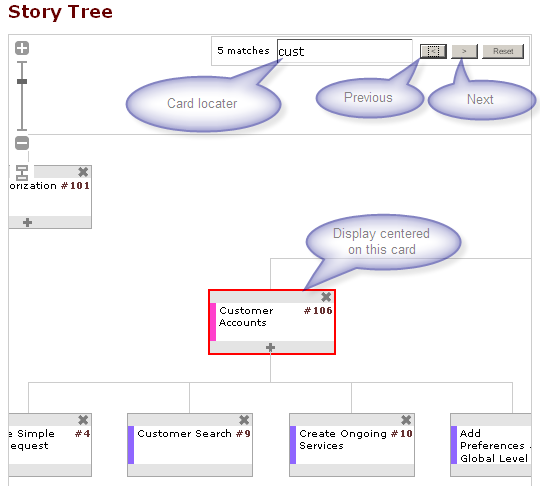 Story Tree
5 matches cust < > Reset
Card locater
Previous
Next
orization #101
Display centered
on this card
Customer #106
Accounts
e Simple #4
equest
Customer Search #9
Create Ongoing #10
Services
Add
Preferences
Global Level